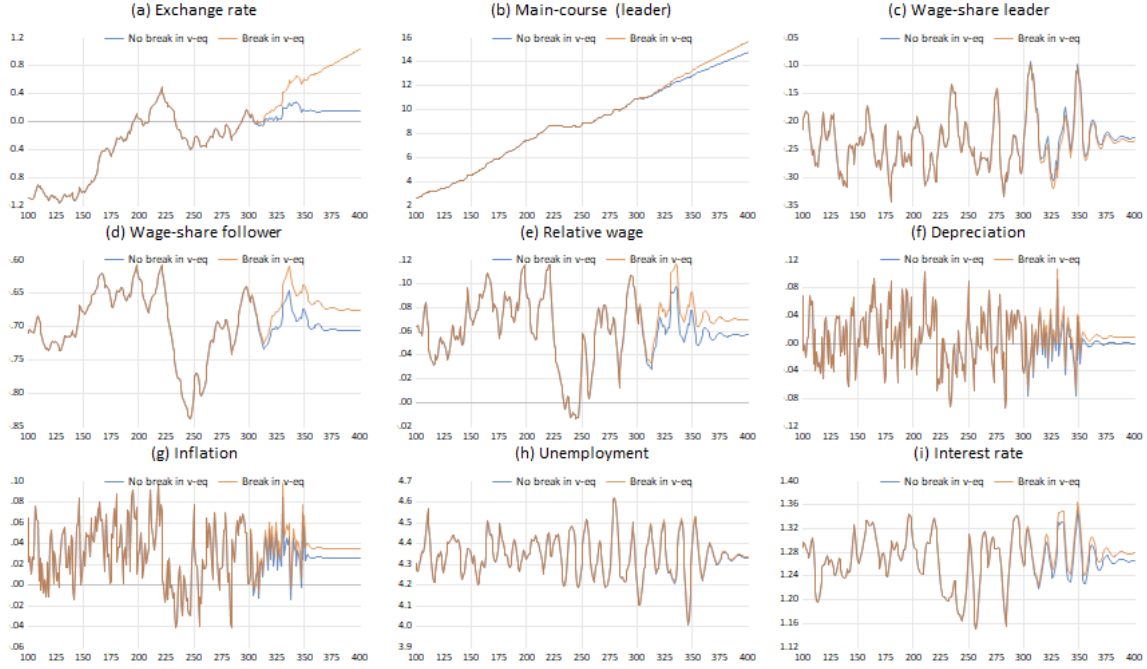 (a) Exchange rate
No break in v-eq Break in v-eq
1.2
0.8
0.4
0.0
0.4
0.8
1.2
100 125 150 175 200 225 250 275 300 325 350 375 400
(b) Main-course (leader)
No break in v-eq Break in v-eq
16
14
12
10
8
6
4
2
100 125 150 175 200 225 250 275 300 325 350 375 400
(c) Wage-share leader
No break in v-eq Break in v-eq
.05
.10
.15
.20
.25
.30
.35
100 125 150 175 200 225 250 275 300 325 350 375 400
(d) Wage-share follower
No break in v-eq Break in v-eq
.60
.65
.70
.75
.80
.85
100 125 150 175 200 225 250 275 300 325 350 375 400
(e) Relative wage
No break in v-eq Break in v-eq
.12
.10
.08
.06
.04
.02
.00
.02
100 125 150 175 200 225 250 275 300 325 350 375 400
(f) Depreciation
No break in v-eq Break in v-eq
.12
.08
.04
.00
.04
.08
.12
100 125 150 175 200 225 250 275 300 325 350 375 400
(g) Inflation
No break in v-eq Break in v-eq
.10
.08
.06
.04
.02
.00
.02
.04
.06
100 125 150 175 200 225 250 275 300 325 350 375 400
(h) Unemployment
No break in v-eq Break in v-eq
4.7
4.6
4.5
4.4
4.3
4.2
4.1
4.0
3.9
100 125 150 175 200 225 250 275 300 325 350 375 400
(i) Interest rate
No break in v-eq Break in v-eq
1.40
1.36
1.32
1.28
1.24
1.20
1.16
1.12
100 125 150 175 200 225 250 275 300 325 350 375 400